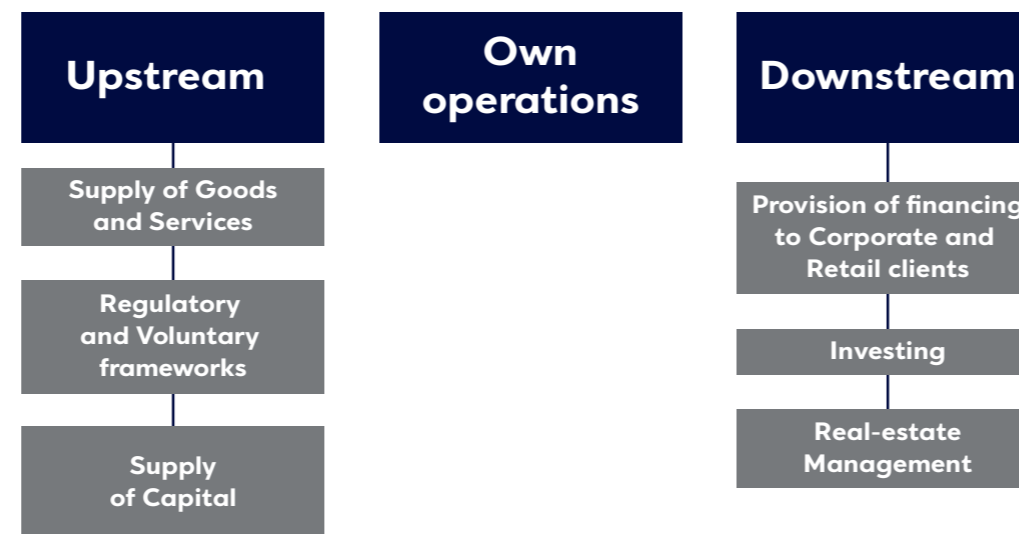 Upstream
Supply of Goods
and Services
Regulatory
and Voluntary
frameworks
Supply
of Capital
Own
operations
Downstream
Provision of financing
to Corporate and
Retail clients
Investing
Real-estate
Management